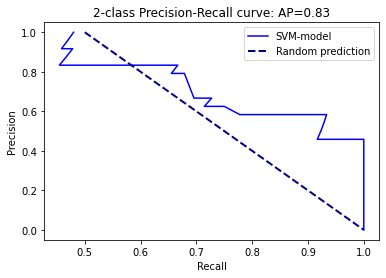 2-class Precision-Recall curve: AP=0.83
SVM-model
Random prediction
1.0
0.8
0.6
0.4
0.2
0.0
Precision
0.5
0.6
0.7
0.8
0.9
1.0
Recall